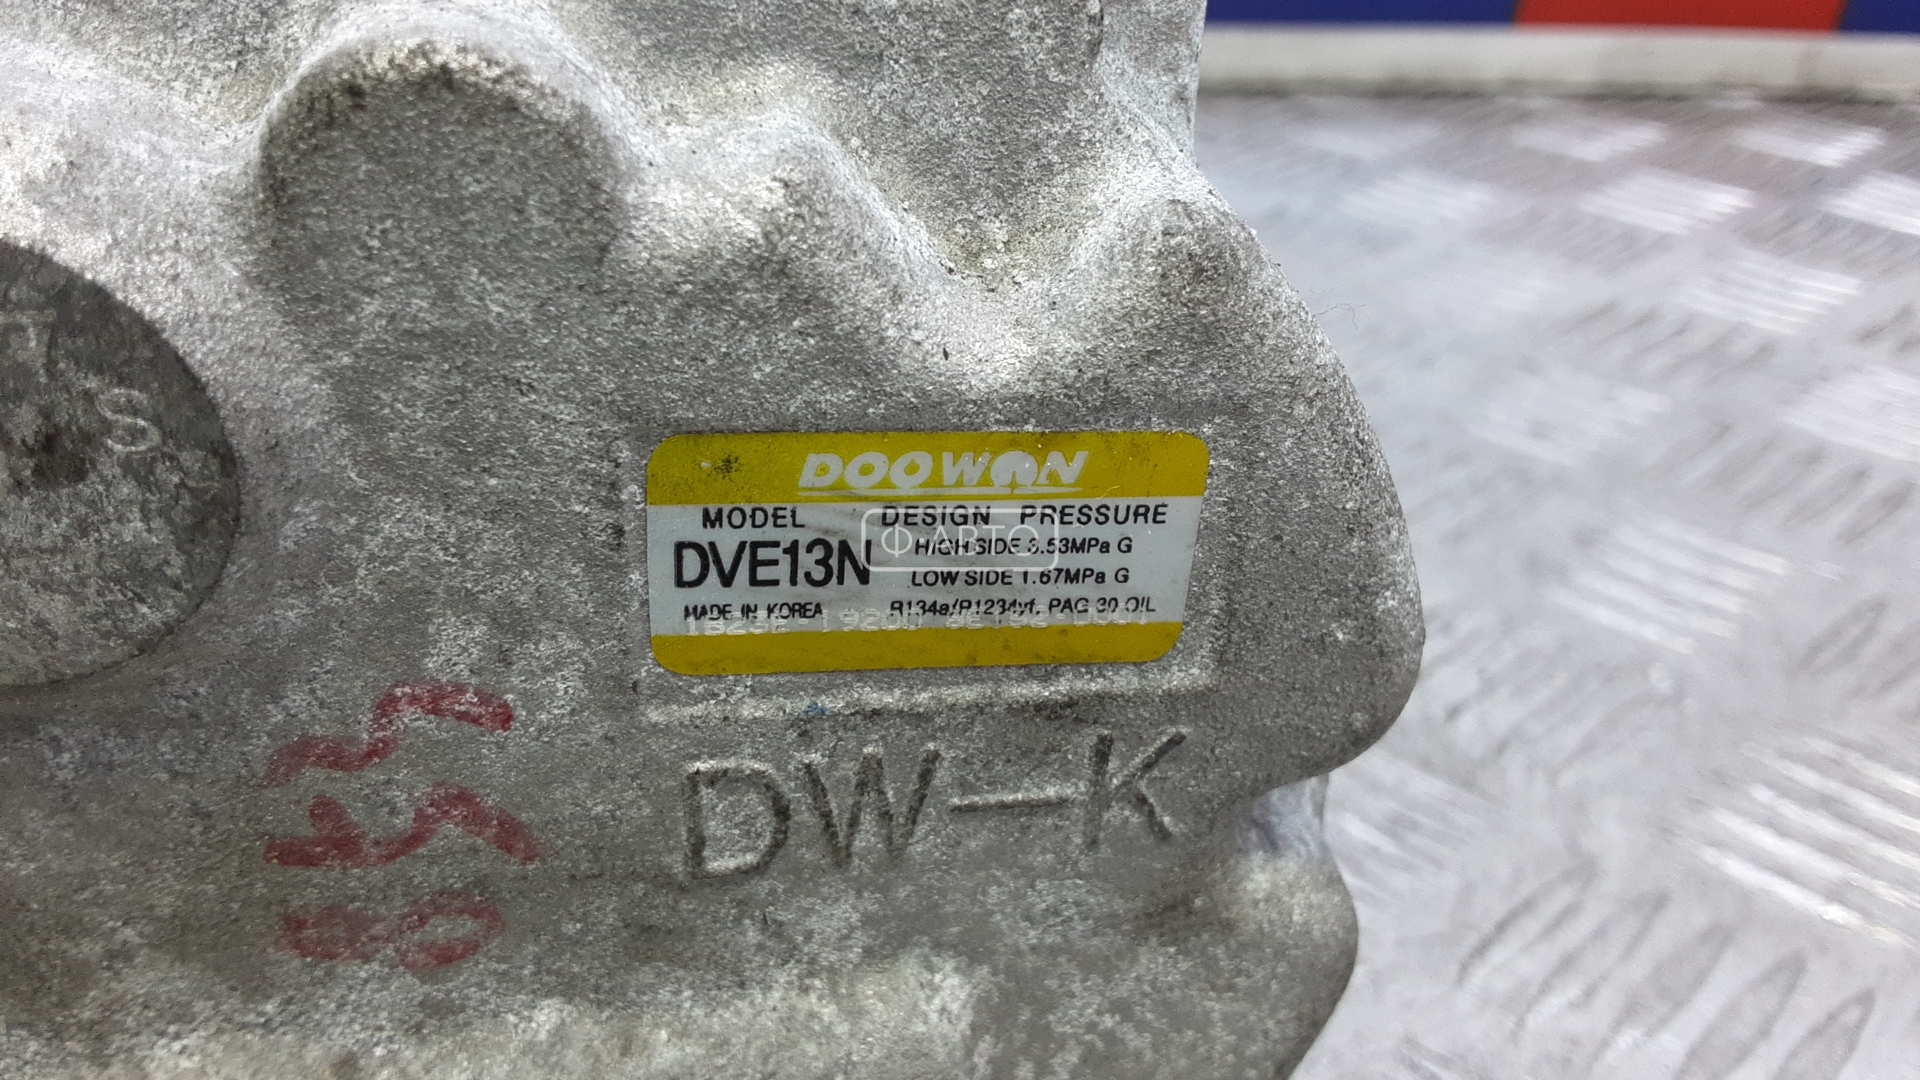 DOOWON
MODEL DESIGN PRESSURE
DVE13N HIGH SIDE 3.53MPa G
LOW SIDE 1.67MPa G
MADE IN KOREA R134a/R1234yf, PAG 30 OIL
Ф АВТО
DW-K
S